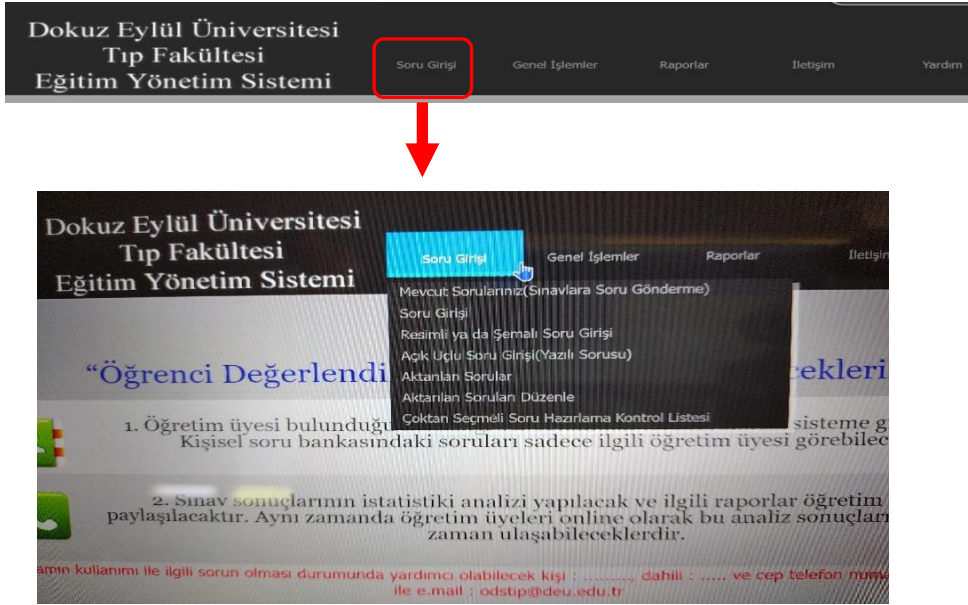 Dokuz Eylül Üniversitesi
Tıp Fakültesi
Eğitim Yönetim Sistemi
Soru Girişi
Genel İşlemler
Raporlar
İletişim
Yardım
Dokuz Eylül Üniversitesi
Tıp Fakültesi
Eğitim Yönetim Sistemi
Soru Girişi
Genel İşlemler
Raporlar
Mevcut Sorularınız(Sınavlara Soru Gönderme)
Soru Girişi
Resimli ya da Şemalı Soru Girişi
Açık Uçlu Soru Girişi(Yazılı Sorusu)
Aktarılan Sorular
Aktarılan Soruları Düzenle
Çoktan Seçmeli Soru Hazırlama Kontrol Listesi
“Öğrenci
1. Öğretim üyesi sisteme
Kişisel soru bankasındaki soruları sadece ilgili öğretim üyesi
2. Sınav sonuçlarının istatistiki analizi yapılacak ve ilgili raporlar öğretim
paylaşılacaktır. Aynı zamanda öğretim üyeleri online olarak bu analiz
zaman ulaşabileceklerdir.
kullanımı ile ilgili sorun olması durumunda yardımcı olabilecek kişi : ........., dahili : ..... ve cep telefon
ile e.mail : odstip@deu.edu.tr